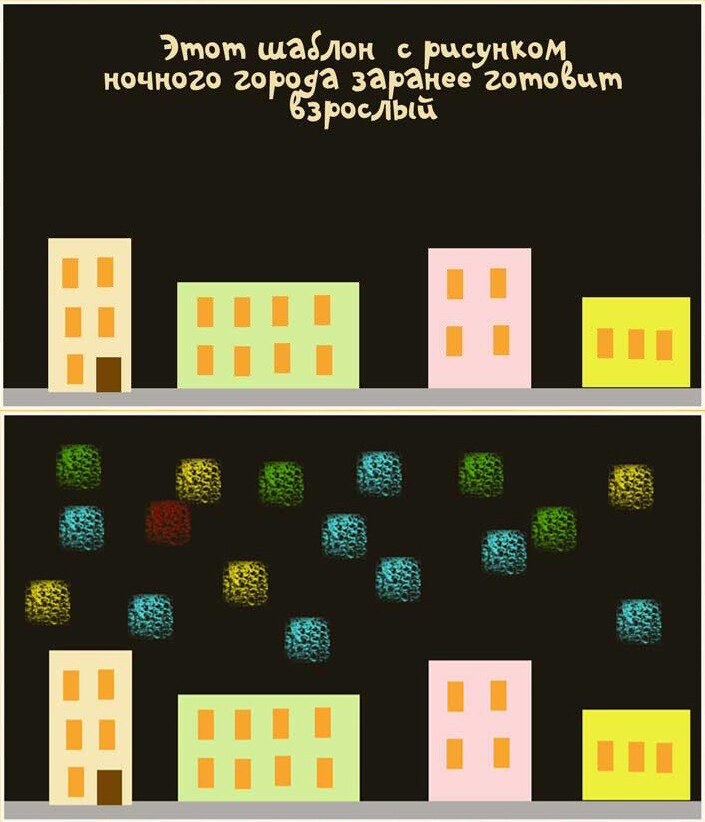 Этот шаблон с рисунком
ночного города заранее готовит
взрослый